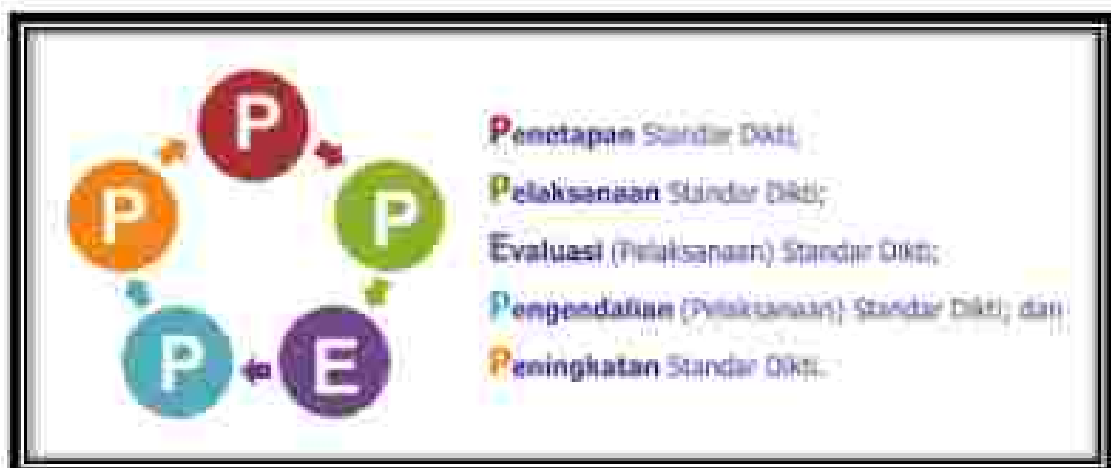 P
P
P
P
E
Penetapan Standar Dikti;
Pelaksanaan Standar Dikti;
Evaluasi (Pelaksanaan) Standar Dikti;
Pengendalian (Pelaksanaan) Standar Dikti; dan
Peningkatan Standar Dikti.